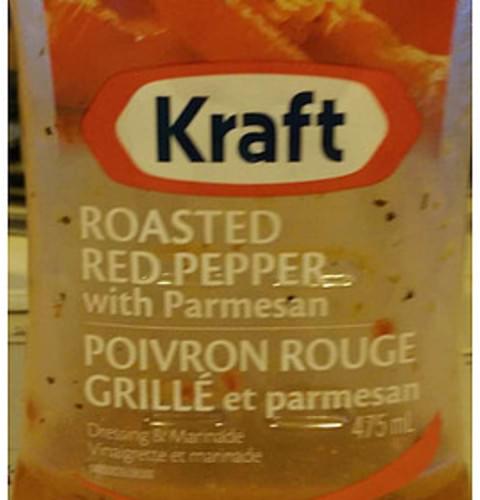 Kraft
ROASTED
RED PEPPER
with Parmesan
POIVRON ROUGE
GRILLÉ et parmesan
Dressing & Marinade
475 mL
Vinaigrette et marinade